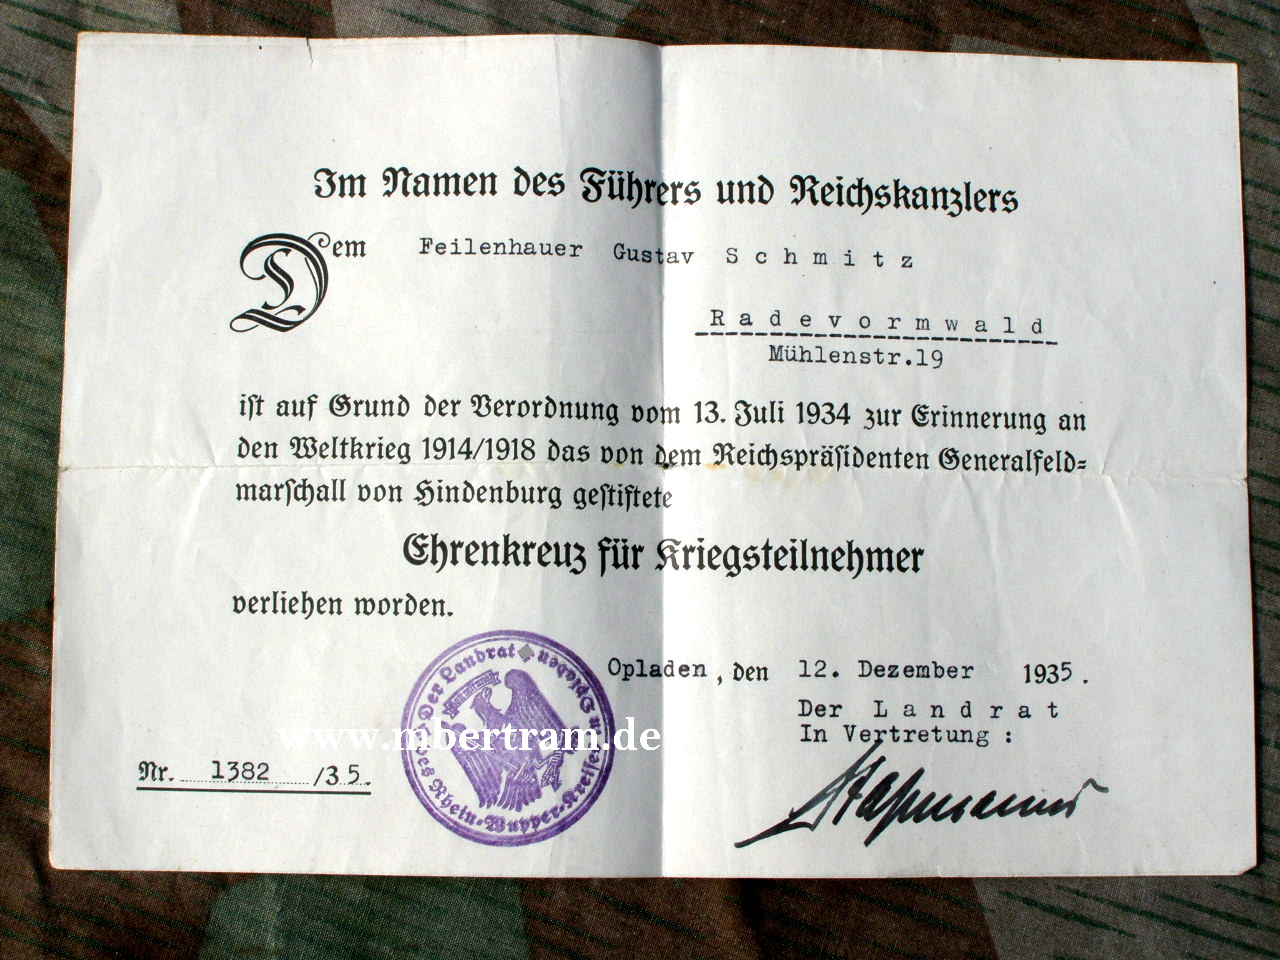 Im Namen des Führers und Reichskanzlers
Dem Feilenhauer Gustav Schmitz
Radevormwald
Mühlenstr.19
ist auf Grund der Verordnung vom 13. Juli 1934 zur Erinnerung an
den Weltkrieg 1914/1918 das von dem Reichspräsidenten Generalfeld-
marschall von Hindenburg gestiftete
Ehrenkreuz für Kriegsteilnehmer
verliehen worden.
Opladen, den 12. Dezember 1935.
Der Landrat
In Vertretung:
Nr. 1382 /35.
Der Landrat
des Rhein-Wupper-Kreises
Opladen
www.mbertram.de